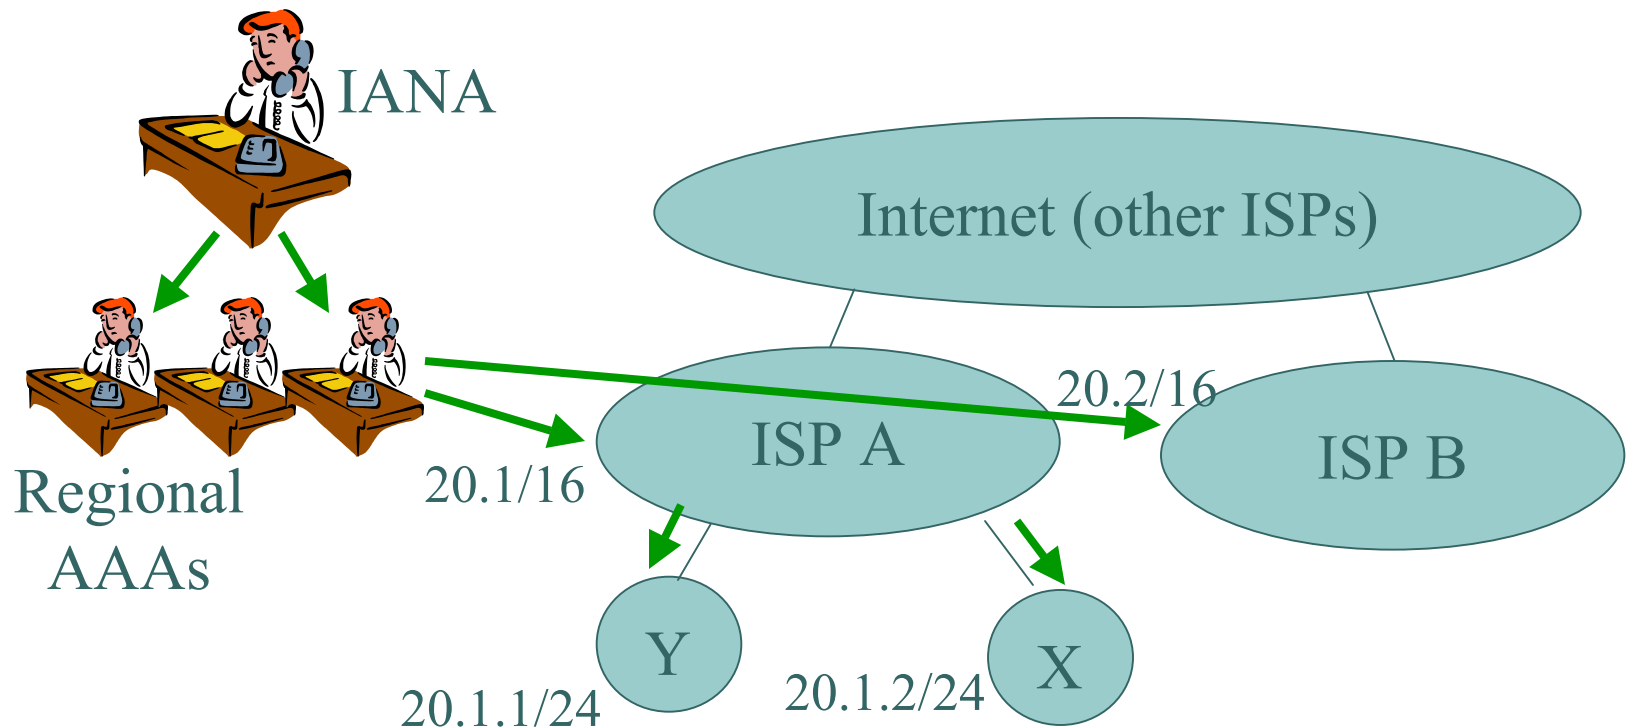 IANA
Internet (other ISPs)
20.2/16
ISP A
ISP B
20.1/16
Regional
AAAs
Y
X
20.1.1/24
20.1.2/24